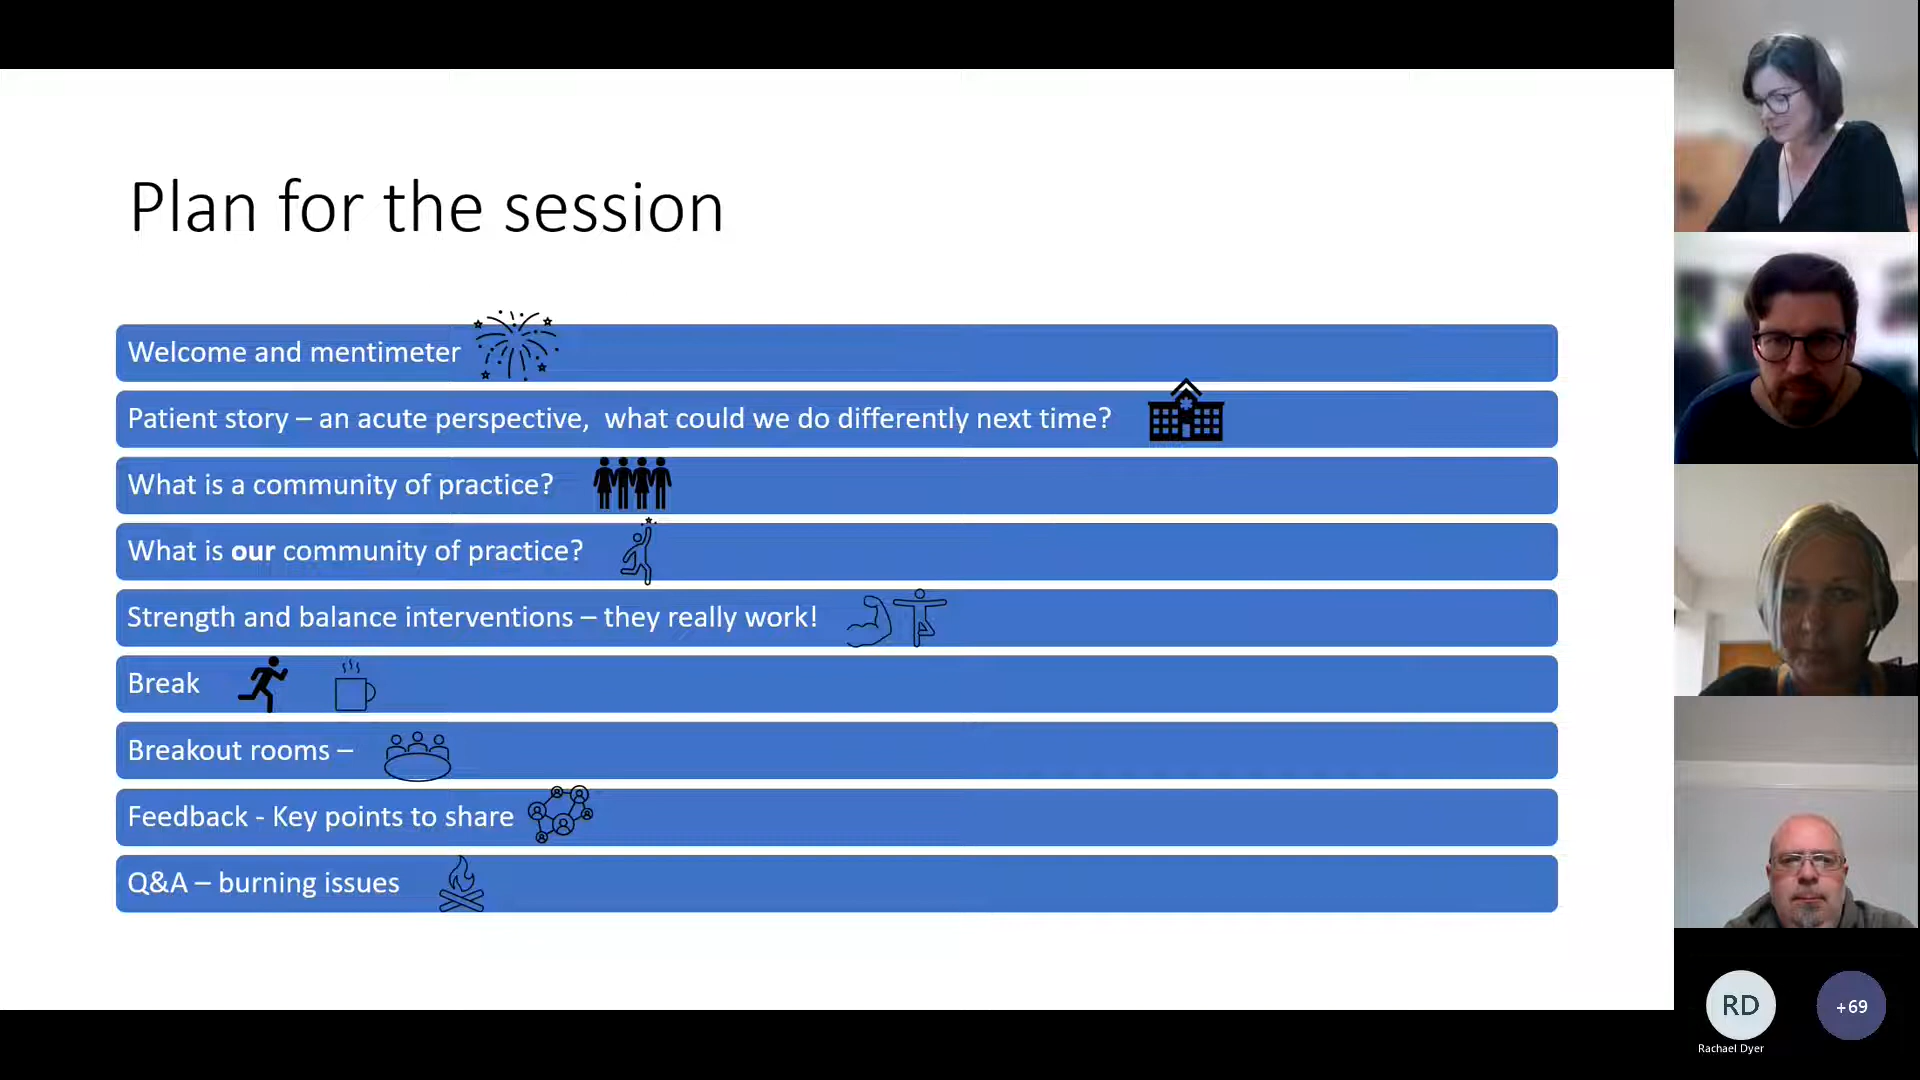 Plan for the session
Welcome and mentimeter
Patient story – an acute perspective, what could we do differently next time?
What is a community of practice?
What is our community of practice?
Strength and balance interventions – they really work!
Break
Breakout rooms –
Feedback - Key points to share
Q&A – burning issues
RD
+69
Rachael Dyer